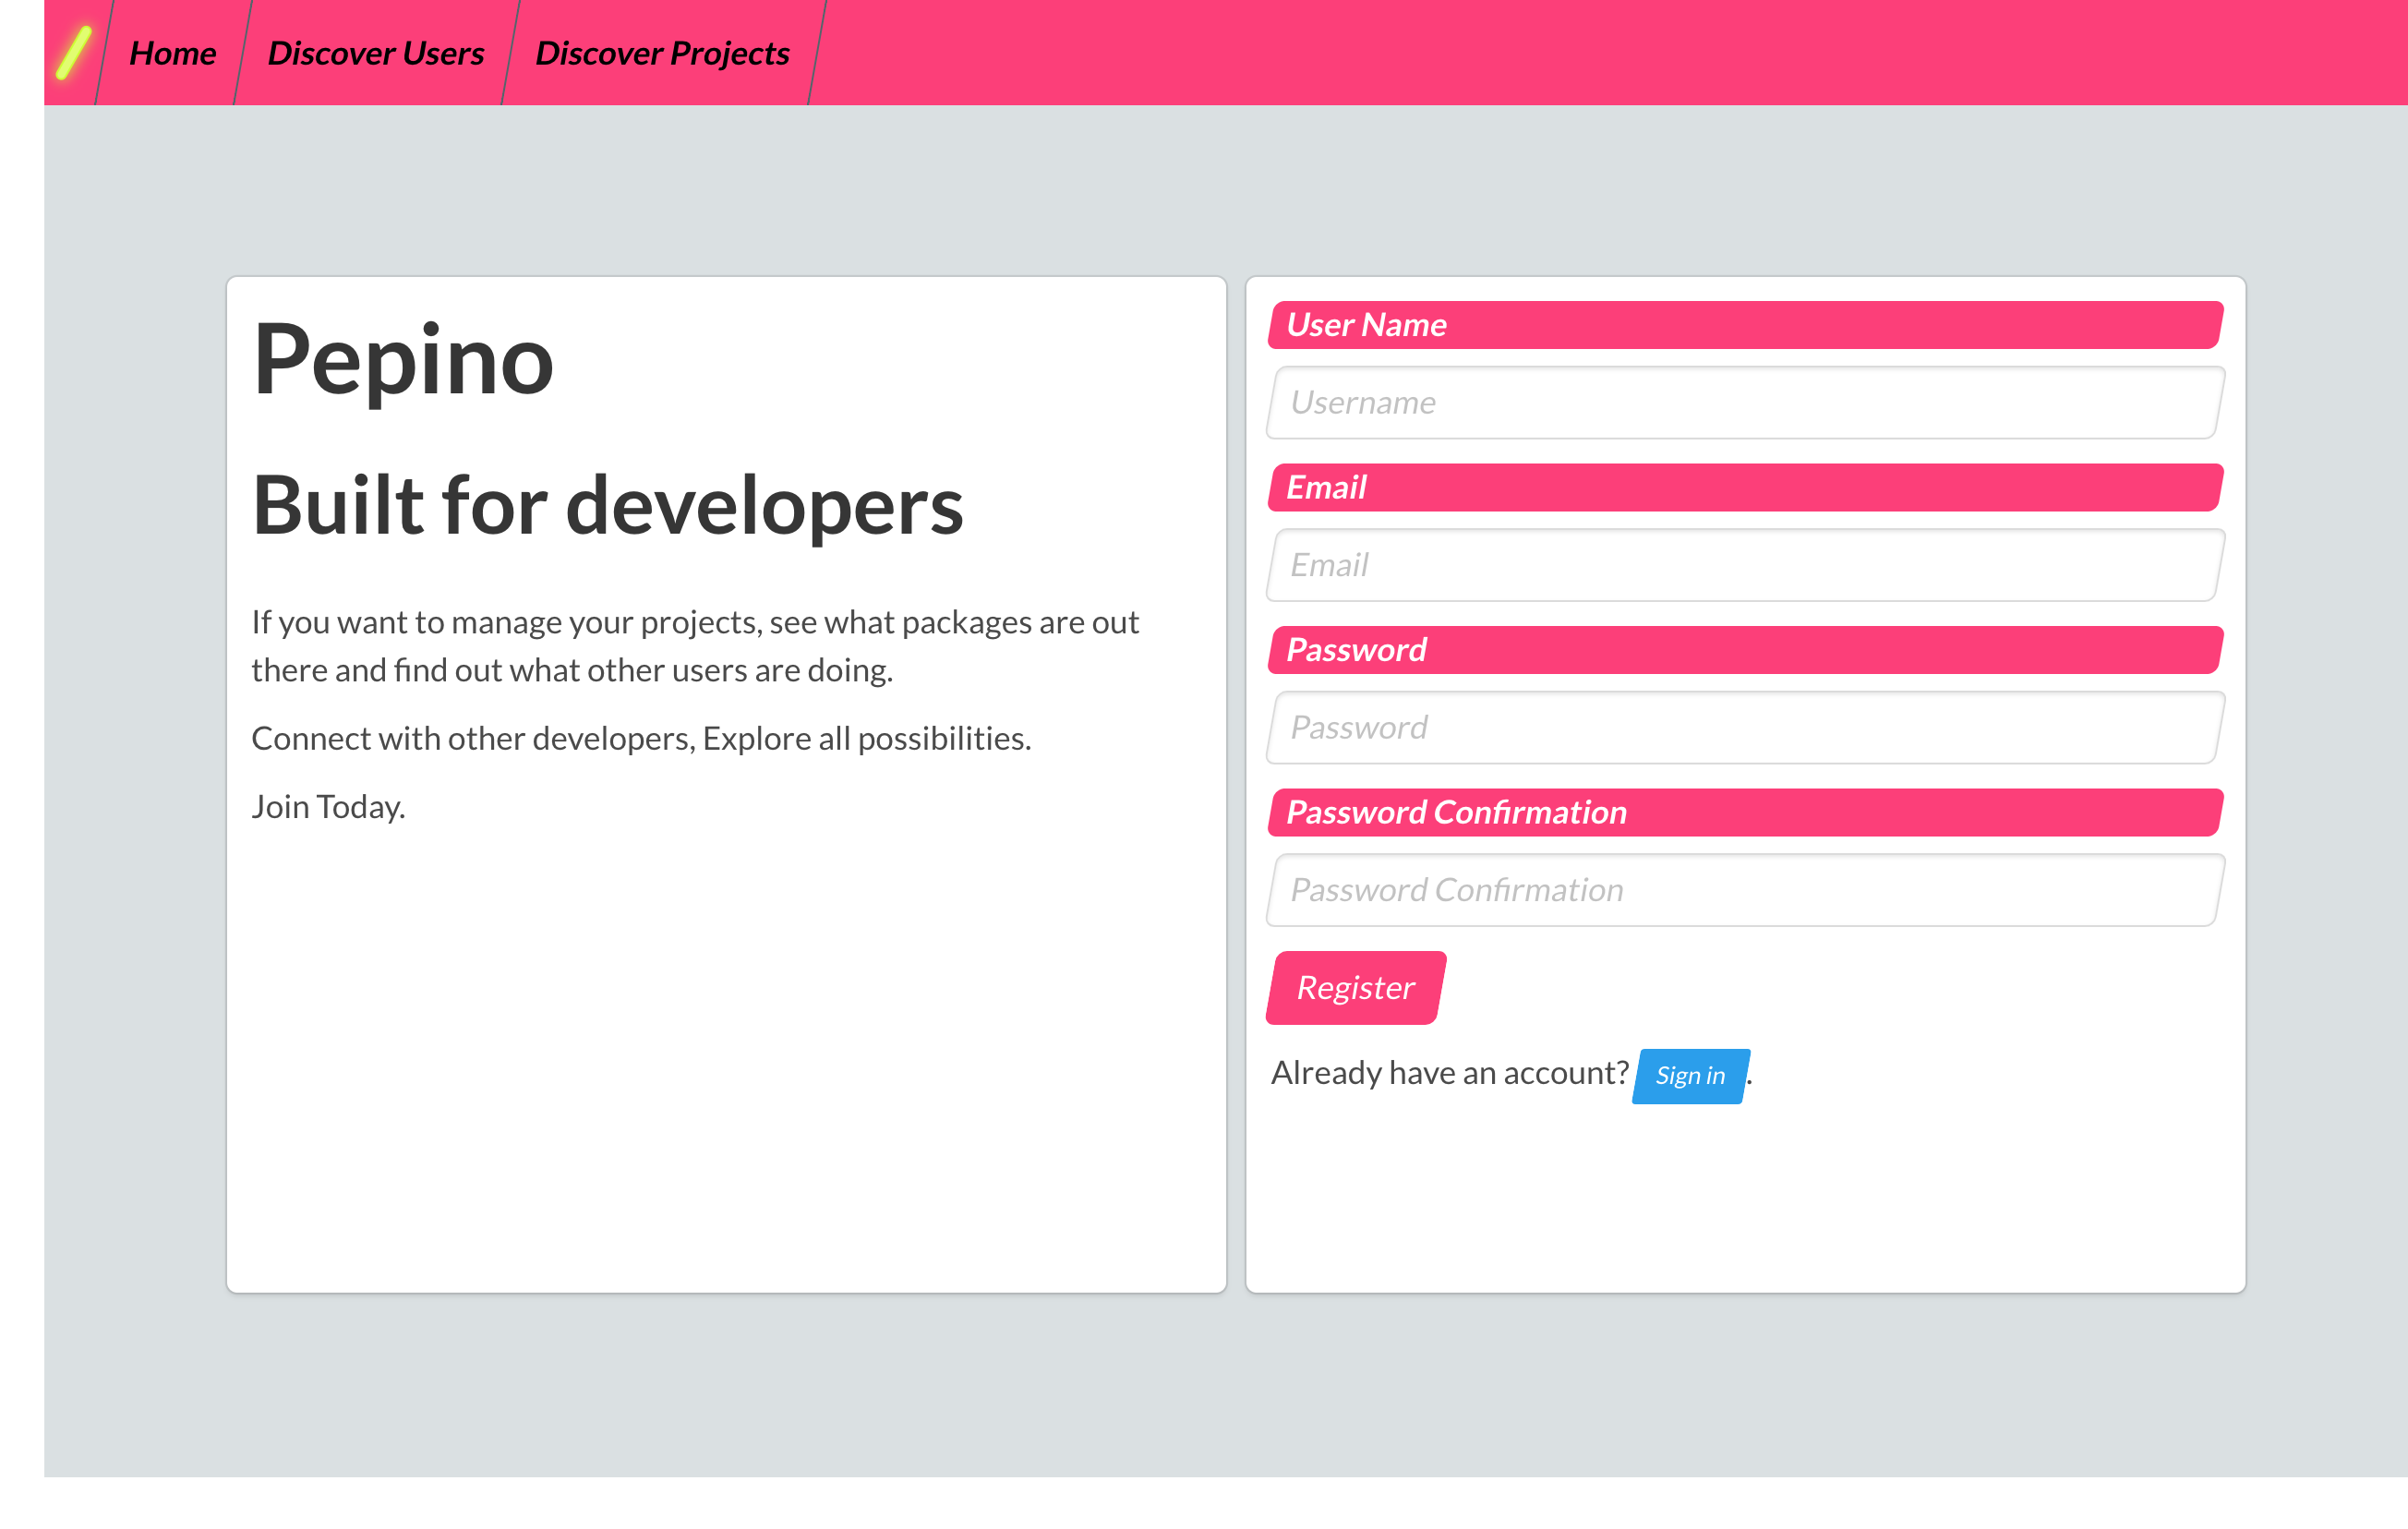 Home Discover Users Discover Projects
Pepino
Built for developers
If you want to manage your projects, see what packages are out
there and find out what other users are doing.
Connect with other developers, Explore all possibilities.
Join Today.
User Name
Username
Email
Email
Password
Password
Password Confirmation
Password Confirmation
Register
Already have an account? Sign in.